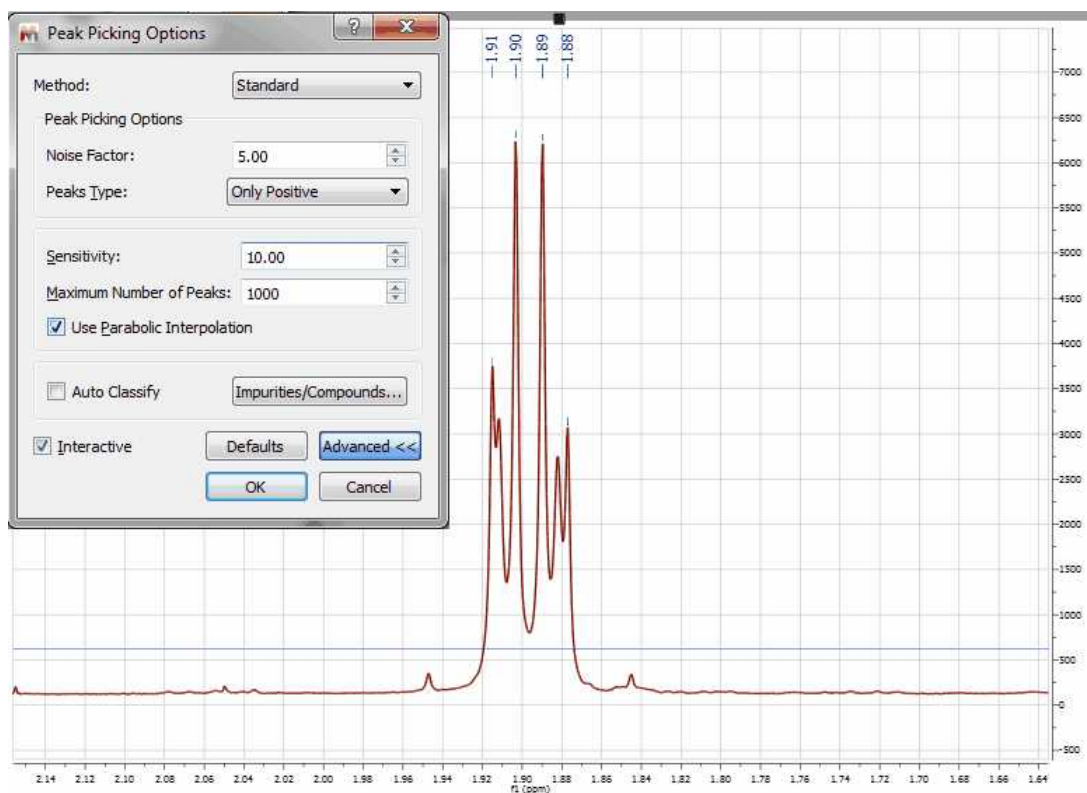 Peak Picking Options
Method: Standard
Peak Picking Options
Noise Factor: 5.00
Peaks Type: Only Positive
Sensitivity: 10.00
Maximum Number of Peaks: 1000
Use Parabolic Interpolation
Auto Classify Impurities/Compounds...
Interactive Defaults Advanced <<
OK Cancel
1.91 1.90 1.89 1.88
7000
6500
6000
5500
5000
4500
4000
3500
3000
2500
2000
1500
1000
500
0
-500
2.14 2.12 2.10 2.08 2.06 2.04 2.02 2.00 1.98 1.96 1.94 1.92 1.90 1.88 1.86 1.84 1.82 1.80 1.78 1.76 1.74 1.72 1.70 1.68 1.66 1.64
f1 (ppm)